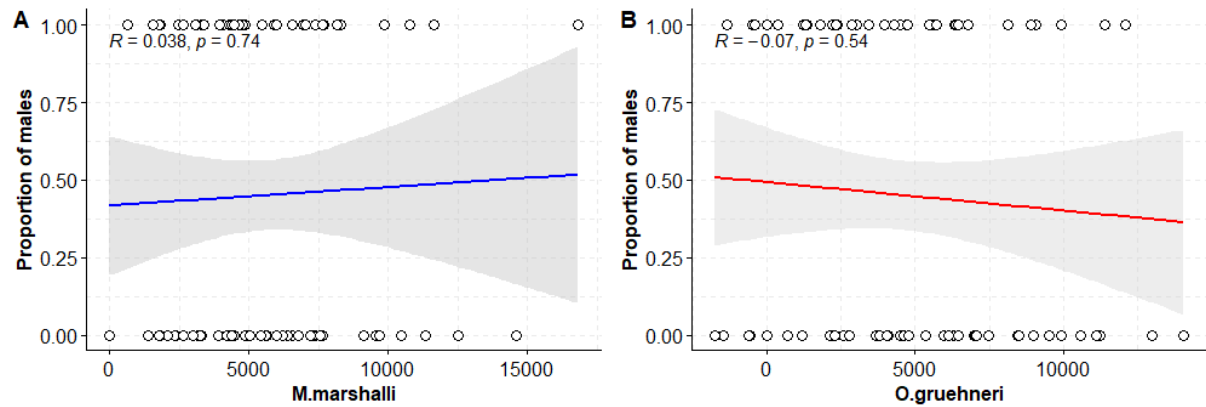 A
R = 0.038, p = 0.74
Proportion of males
1.00
0.75
0.50
0.25
0.00
0
5000
10000
15000
M.marshalli
B
R = −0.07, p = 0.54
Proportion of males
1.00
0.75
0.50
0.25
0.00
0
5000
10000
O.gruehneri